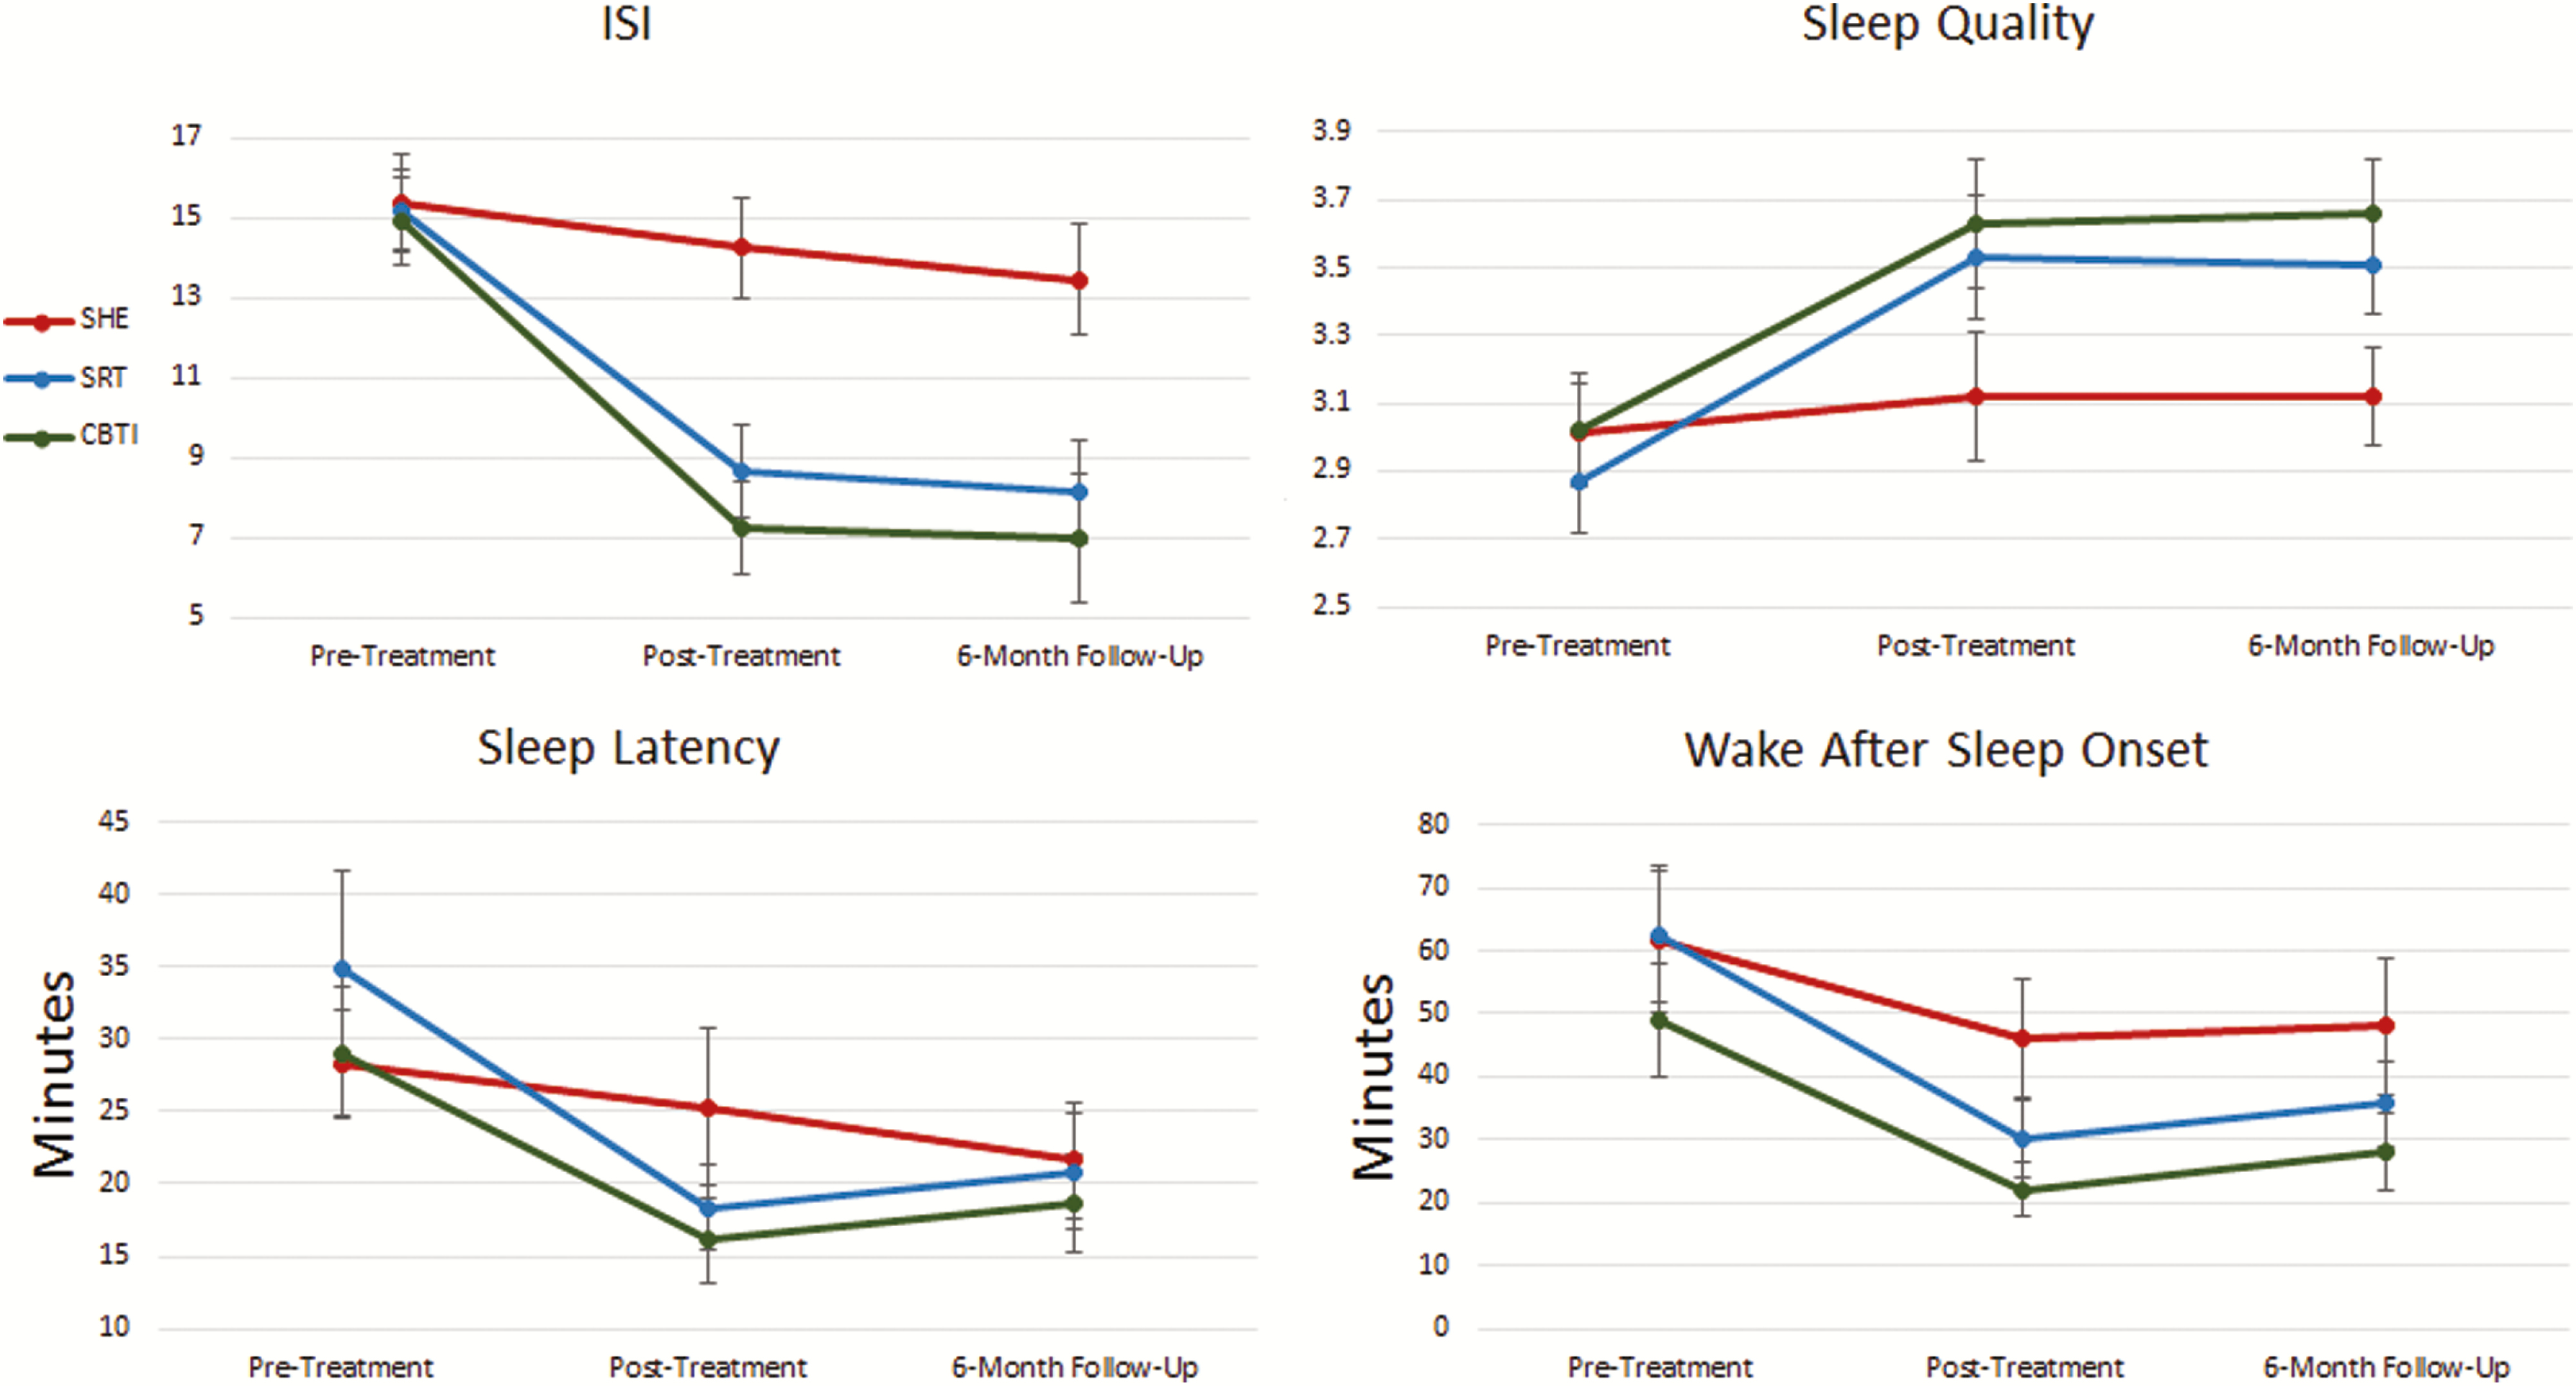 ISI
17
15
13
11
9
7
5
Pre-Treatment Post-Treatment 6-Month Follow-Up
SHE
SRT
CBTI
Sleep Quality
3.9
3.7
3.5
3.3
3.1
2.9
2.7
2.5
Pre-Treatment Post-Treatment 6-Month Follow-Up
Sleep Latency
Minutes
45
40
35
30
25
20
15
10
Pre-Treatment Post-Treatment 6-Month Follow-Up
Wake After Sleep Onset
Minutes
80
70
60
50
40
30
20
10
0
Pre-Treatment Post-Treatment 6-Month Follow-Up